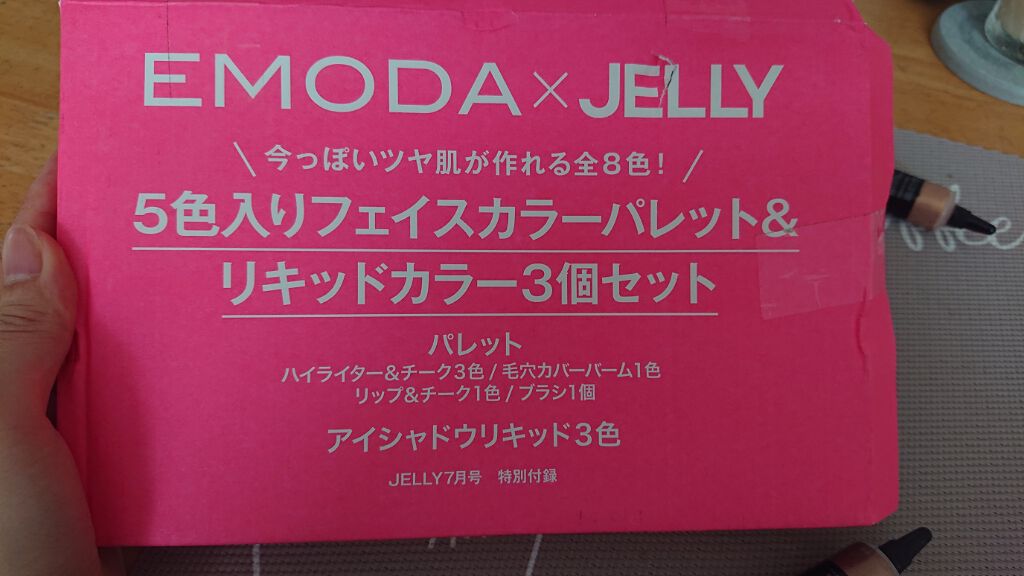 EMODA×JELLY
\ 今っぽいツヤ肌が作れる全8色! /
5色入りフェイスカラーパレット&
リキッドカラー3個セット
パレット
ハイライター&チーク3色/毛穴カバーバーム1色
リップ&チーク1色/ブラシ1個
アイシャドウリキッド3色
JELLY7月号 特別付録